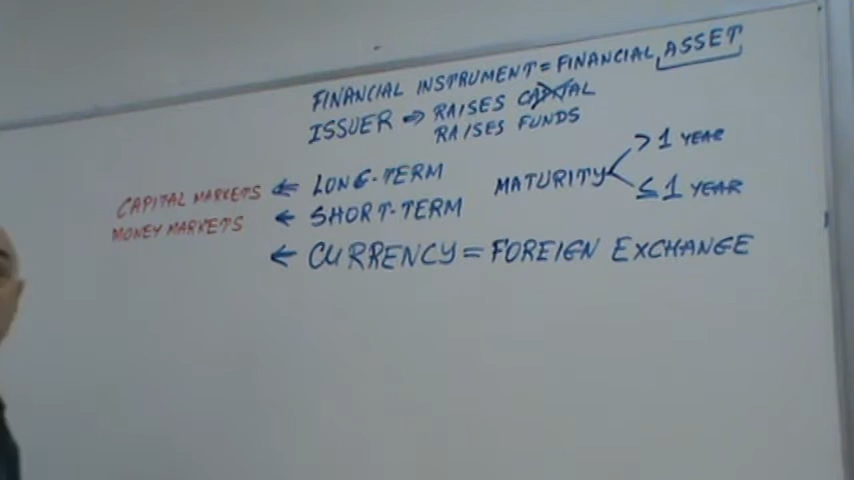 FINANCIAL INSTRUMENT = FINANCIAL ASSET
ISSUER ⇒ RAISES CAPITAL
RAISES FUNDS
CAPITAL MARKETS ⇐ LONG-TERM MATURITY > 1 YEAR
MONEY MARKETS ← SHORT-TERM ≤ 1 YEAR
← CURRENCY = FOREIGN EXCHANGE